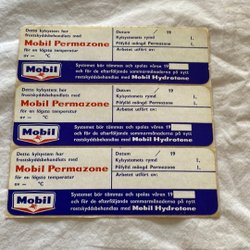 Detta kylsystem har
frostskyddsbehandlats med
Mobil Permazone
för en lägsta temperatur
av — °C
Datum / 19
Kylsystemets rymd l.
Påfylld mängd Permazone
Arbetet utfört av:
Mobil
Systemet bör tömmas och spolas våren 19
och för de efterföljande sommarmånaderna på nytt
rostskyddsbehandlas med Mobil Hydrotone
Detta kylsystem har
frostskyddsbehandlats med
Mobil Permazone
för en lägsta temperatur
av — °C
Datum / 19
Kylsystemets rymd l.
Påfylld mängd Permazone l.
Arbetet utfört av:
Mobil
Systemet bör tömmas och spolas våren 19
och för de efterföljande sommarmånaderna på nytt
rostskyddsbehandlas med Mobil Hydrotone
Detta kylsystem har
frostskyddsbehandlats med
Mobil Permazone
för en lägsta temperatur
av — °C
Datum / 19
Kylsystemets rymd l.
Påfylld mängd Permazone l.
Arbetet utfört av:
Mobil
Systemet bör tömmas och spolas våren 19
och för de efterföljande sommarmånaderna på nytt
rostskyddsbehandlas med Mobil Hydrotone